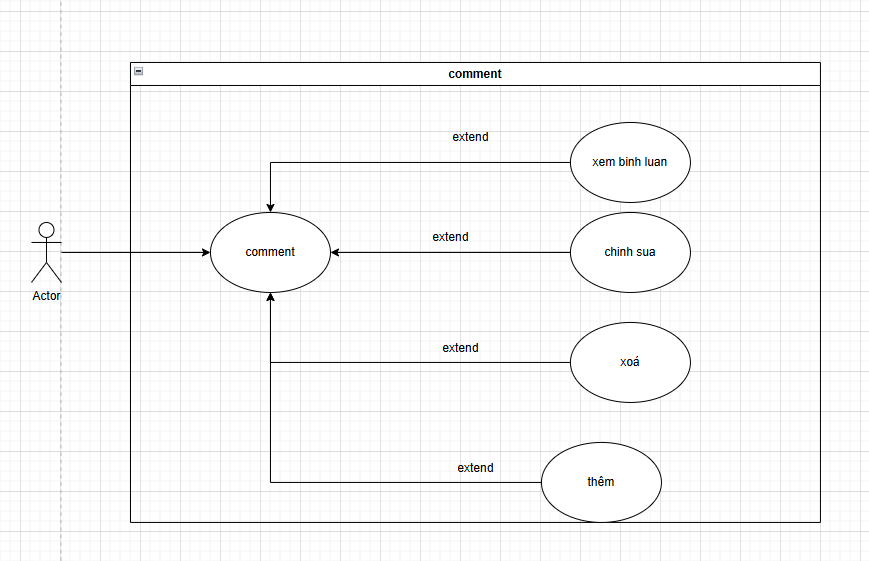 comment
extend
xem binh luan
extend
comment
chinh sua
Actor
extend
xoá
extend
thêm